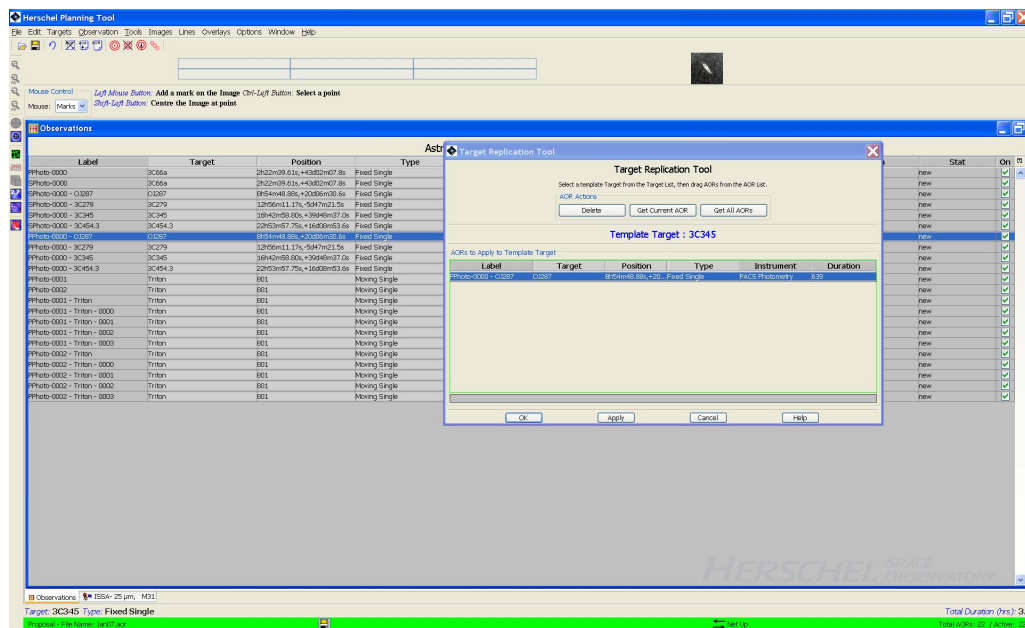 Herschel Planning Tool
File Edit Targets Observation Tools Images Lines Overlays Options Window Help
Mouse Control
Left Mouse Button: Add a mark on the Image Ctrl-Left Button: Select a point
Mouse: Marks
Shift-Left Button: Centre the Image at point
Observations
Astr
Label Target Position Type Stat On
PPhoto-0000 3C66a 2h22m39.61s,+43d02m07.8s Fixed Single new
SPhoto-0000 3C66a 2h22m39.61s,+43d02m07.8s Fixed Single new
SPhoto-0000 - OJ287 OJ287 8h54m48.88s,+20d06m30.6s Fixed Single new
SPhoto-0000 - 3C279 3C279 12h56m11.17s,-5d47m21.5s Fixed Single new
SPhoto-0000 - 3C345 3C345 16h42m58.80s,+39d48m37.0s Fixed Single new
SPhoto-0000 - 3C454.3 3C454.3 22h53m57.75s,+16d08m53.6s Fixed Single new
PPhoto-0000 - OJ287 OJ287 8h54m48.88s,+20d06m30.6s Fixed Single new
PPhoto-0000 - 3C279 3C279 12h56m11.17s,-5d47m21.5s Fixed Single new
PPhoto-0000 - 3C345 3C345 16h42m58.80s,+39d48m37.0s Fixed Single new
PPhoto-0000 - 3C454.3 3C454.3 22h53m57.75s,+16d08m53.6s Fixed Single new
PPhoto-0001 Triton 801 Moving Single new
PPhoto-0002 Triton 801 Moving Single new
PPhoto-0001 - Triton Triton 801 Moving Single new
PPhoto-0001 - Triton - 0000 Triton 801 Moving Single new
PPhoto-0001 - Triton - 0001 Triton 801 Moving Single new
PPhoto-0001 - Triton - 0002 Triton 801 Moving Single new
PPhoto-0001 - Triton - 0003 Triton 801 Moving Single new
PPhoto-0002 - Triton Triton 801 Moving Single new
PPhoto-0002 - Triton - 0000 Triton 801 Moving Single new
PPhoto-0002 - Triton - 0001 Triton 801 Moving Single new
PPhoto-0002 - Triton - 0002 Triton 801 Moving Single new
PPhoto-0002 - Triton - 0003 Triton 801 Moving Single new
Target Replication Tool
Target Replication Tool
Select a template Target from the Target List, then drag AORs from the AOR List.
AOR Actions
Delete Get Current AOR Get All AORs
Template Target : 3C345
AORs to Apply to Template Target
Label Target Position Type Instrument Duration
PPhoto-0000 - OJ287 OJ287 8h54m48.88s,+20... Fixed Single PACS Photometry 639
OK Apply Cancel Help
HERSCHEL SPACE OBSERVATORY
Observations ISSA- 25 µm, M31
Target: 3C345 Type: Fixed Single Total Duration (hrs): 3.
Proposal - File Name: Jan07.aor Net Up Total AORs: 22 / Active: 22